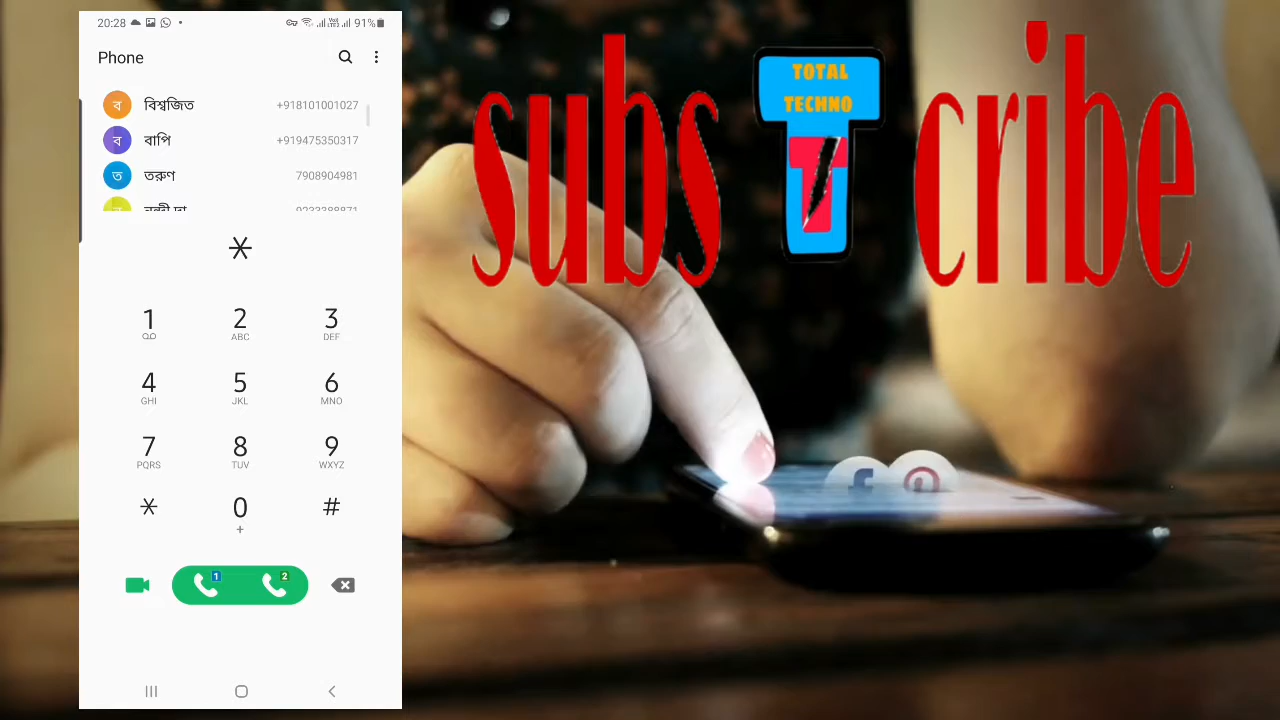 20:28
91%
Phone
ব বিশ্বজিত +918101001027
ব বাপি +919475350317
ত তরুণ 7908904981
*
1 2 3
ABC DEF
4 5 6
GHI JKL MNO
7 8 9
PQRS TUV WXYZ
* 0 #
+
1 2
subs cribe
TOTAL
TECHNO